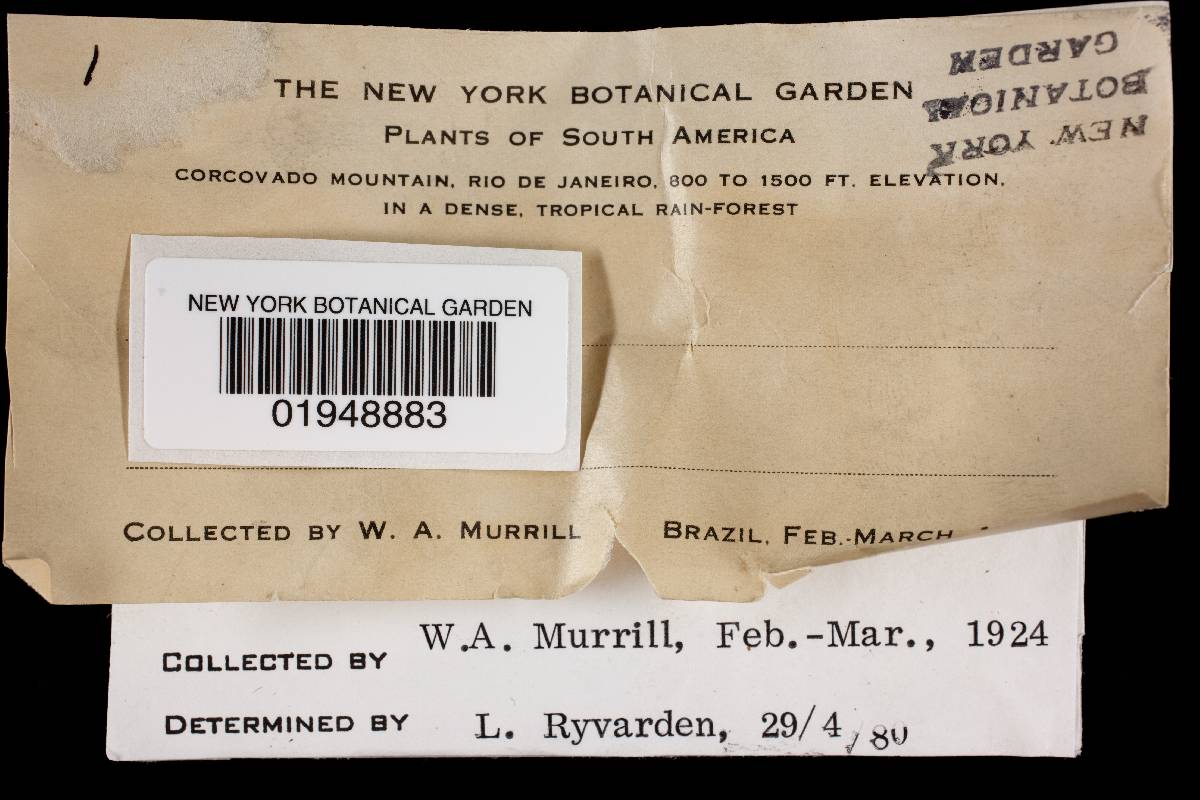 1
THE NEW YORK BOTANICAL GARDEN
PLANTS OF SOUTH AMERICA
CORCOVADO MOUNTAIN, RIO DE JANEIRO, 800 TO 1500 FT. ELEVATION,
IN A DENSE, TROPICAL RAIN-FOREST
NEW YORK
BOTANICAL
GARDEN
NEW YORK BOTANICAL GARDEN
01948883
COLLECTED BY W. A. MURRILL BRAZIL, FEB.-MARCH
COLLECTED BY W.A. Murrill, Feb.-Mar., 1924
DETERMINED BY L. Ryvarden, 29/4/80